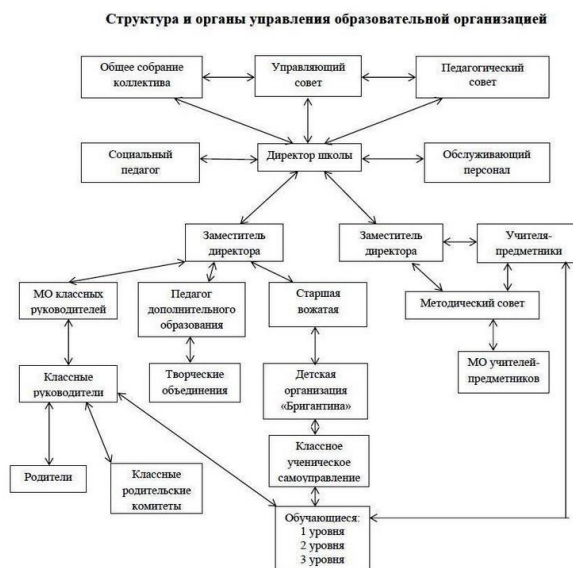 Структура и органы управления образовательной организацией
Общее собрание
коллектива
Управляющий
совет
Педагогический
совет
Социальный
педагог
Директор школы
Обслуживающий
персонал
Заместитель
директора
Заместитель
директора
Учителя-
предметники
МО классных
руководителей
Педагог
дополнительного
образования
Старшая
вожатая
Методический совет
Классные
руководители
Творческие
объединения
Детская
организация
«Бригантина»
МО учителей-
предметников
Родители
Классные
родительские
комитеты
Классное
ученическое
самоуправление
Обучающиеся:
1 уровня
2 уровня
3 уровня